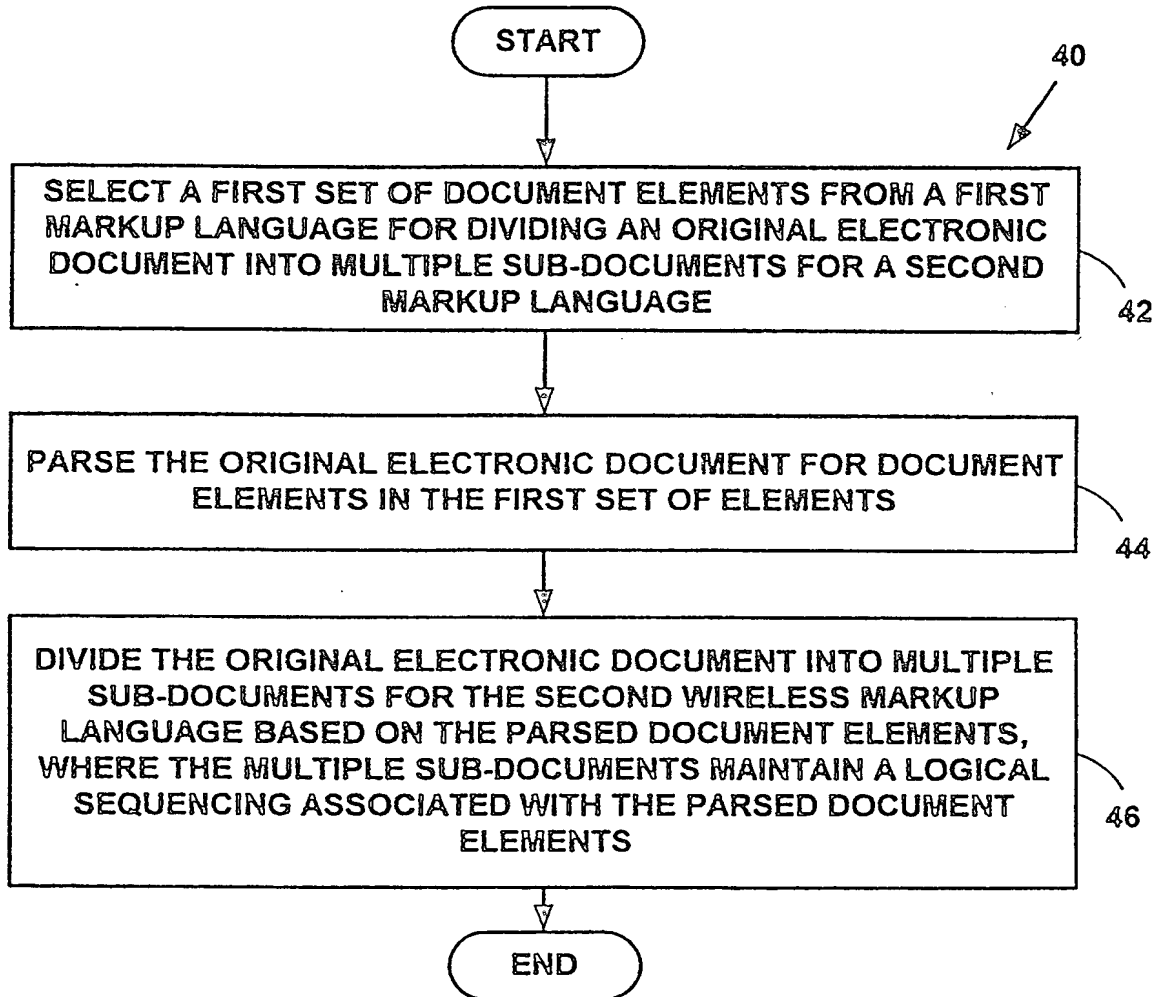 START
40
SELECT A FIRST SET OF DOCUMENT ELEMENTS FROM A FIRST
MARKUP LANGUAGE FOR DIVIDING AN ORIGINAL ELECTRONIC
DOCUMENT INTO MULTIPLE SUB-DOCUMENTS FOR A SECOND
MARKUP LANGUAGE
42
PARSE THE ORIGINAL ELECTRONIC DOCUMENT FOR DOCUMENT
ELEMENTS IN THE FIRST SET OF ELEMENTS
44
DIVIDE THE ORIGINAL ELECTRONIC DOCUMENT INTO MULTIPLE
SUB-DOCUMENTS FOR THE SECOND WIRELESS MARKUP
LANGUAGE BASED ON THE PARSED DOCUMENT ELEMENTS,
WHERE THE MULTIPLE SUB-DOCUMENTS MAINTAIN A LOGICAL
SEQUENCING ASSOCIATED WITH THE PARSED DOCUMENT
ELEMENTS
46
END